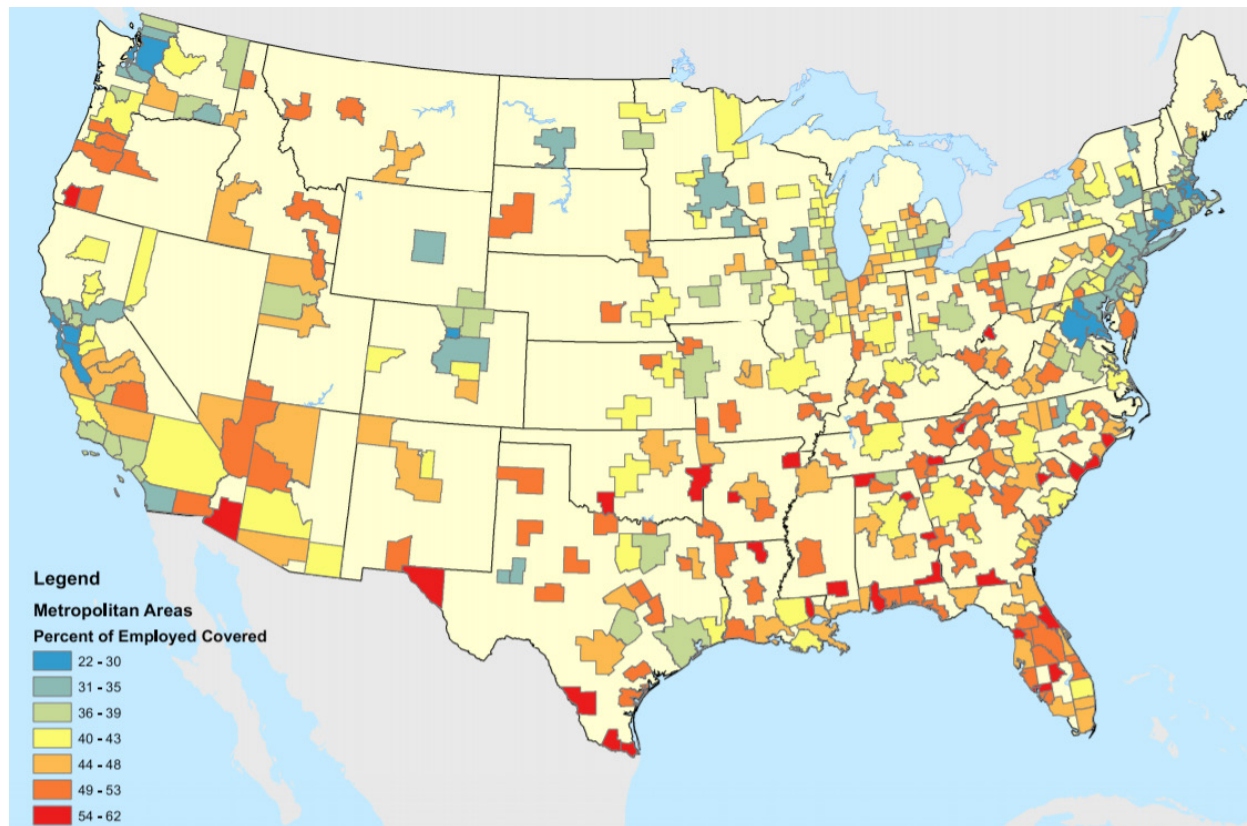 Legend
Metropolitan Areas
Percent of Employed Covered
22 - 30
31 - 35
36 - 39
40 - 43
44 - 48
49 - 53
54 - 62